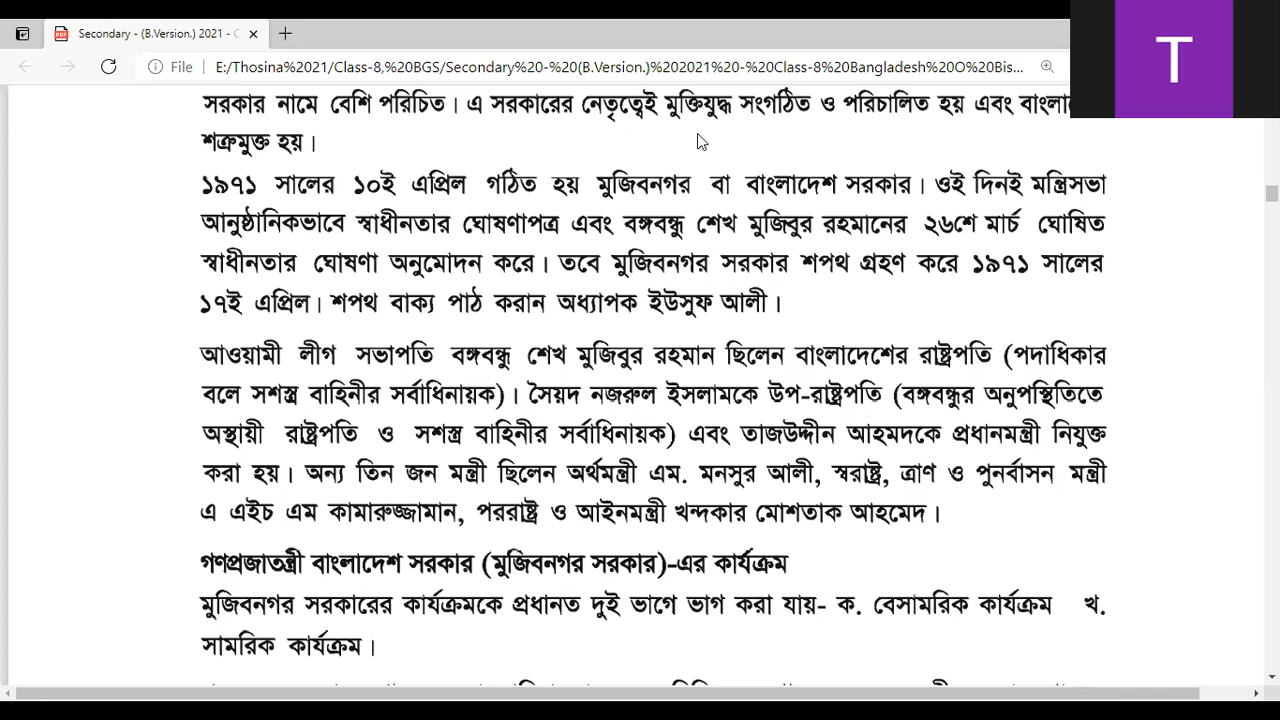 Secondary - (B.Version.) 2021 - C
File E:/Thosina%2021/Class-8,%20BGS/Secondary%20-%20(B.Version.)%202021%20-%20Class-8%20Bangladesh%20O%20Bis...
T
সরকার নামে বেশি পরিচিত। এ সরকারের নেতৃত্বেই মুক্তিযুদ্ধ সংগঠিত ও পরিচালিত হয় এবং
শত্রুমুক্ত হয়।
১৯৭১ সালের ১০ই এপ্রিল গঠিত হয় মুজিবনগর বা বাংলাদেশ সরকার। ওই দিনই মন্ত্রিসভা
আনুষ্ঠানিকভাবে স্বাধীনতার ঘোষণাপত্র এবং বঙ্গবন্ধু শেখ মুজিবুর রহমানের ২৬শে মার্চ ঘোষিত
স্বাধীনতার ঘোষণা অনুমোদন করে। তবে মুজিবনগর সরকার শপথ গ্রহণ করে ১৯৭১ সালের
১৭ই এপ্রিল। শপথ বাক্য পাঠ করান অধ্যাপক ইউসুফ আলী।
আওয়ামী লীগ সভাপতি বঙ্গবন্ধু শেখ মুজিবুর রহমান ছিলেন বাংলাদেশের রাষ্ট্রপতি (পদাধিকার
বলে সশস্ত্র বাহিনীর সর্বাধিনায়ক)। সৈয়দ নজরুল ইসলামকে উপ-রাষ্ট্রপতি (বঙ্গবন্ধুর অনুপস্থিতিতে
অস্থায়ী রাষ্ট্রপতি ও সশস্ত্র বাহিনীর সর্বাধিনায়ক) এবং তাজউদ্দীন আহমদকে প্রধানমন্ত্রী নিযুক্ত
করা হয়। অন্য তিন জন মন্ত্রী ছিলেন অর্থমন্ত্রী এম. মনসুর আলী, স্বরাষ্ট্র, ত্রাণ ও পুনর্বাসন মন্ত্রী
এ এইচ এম কামারুজ্জামান, পররাষ্ট্র ও আইনমন্ত্রী খন্দকার মোশতাক আহমেদ।
গণপ্রজাতন্ত্রী বাংলাদেশ সরকার (মুজিবনগর সরকার)-এর কার্যক্রম
মুজিবনগর সরকারের কার্যক্রমকে প্রধানত দুই ভাগে ভাগ করা যায়- ক. বেসামরিক কার্যক্রম খ.
সামরিক কার্যক্রম।